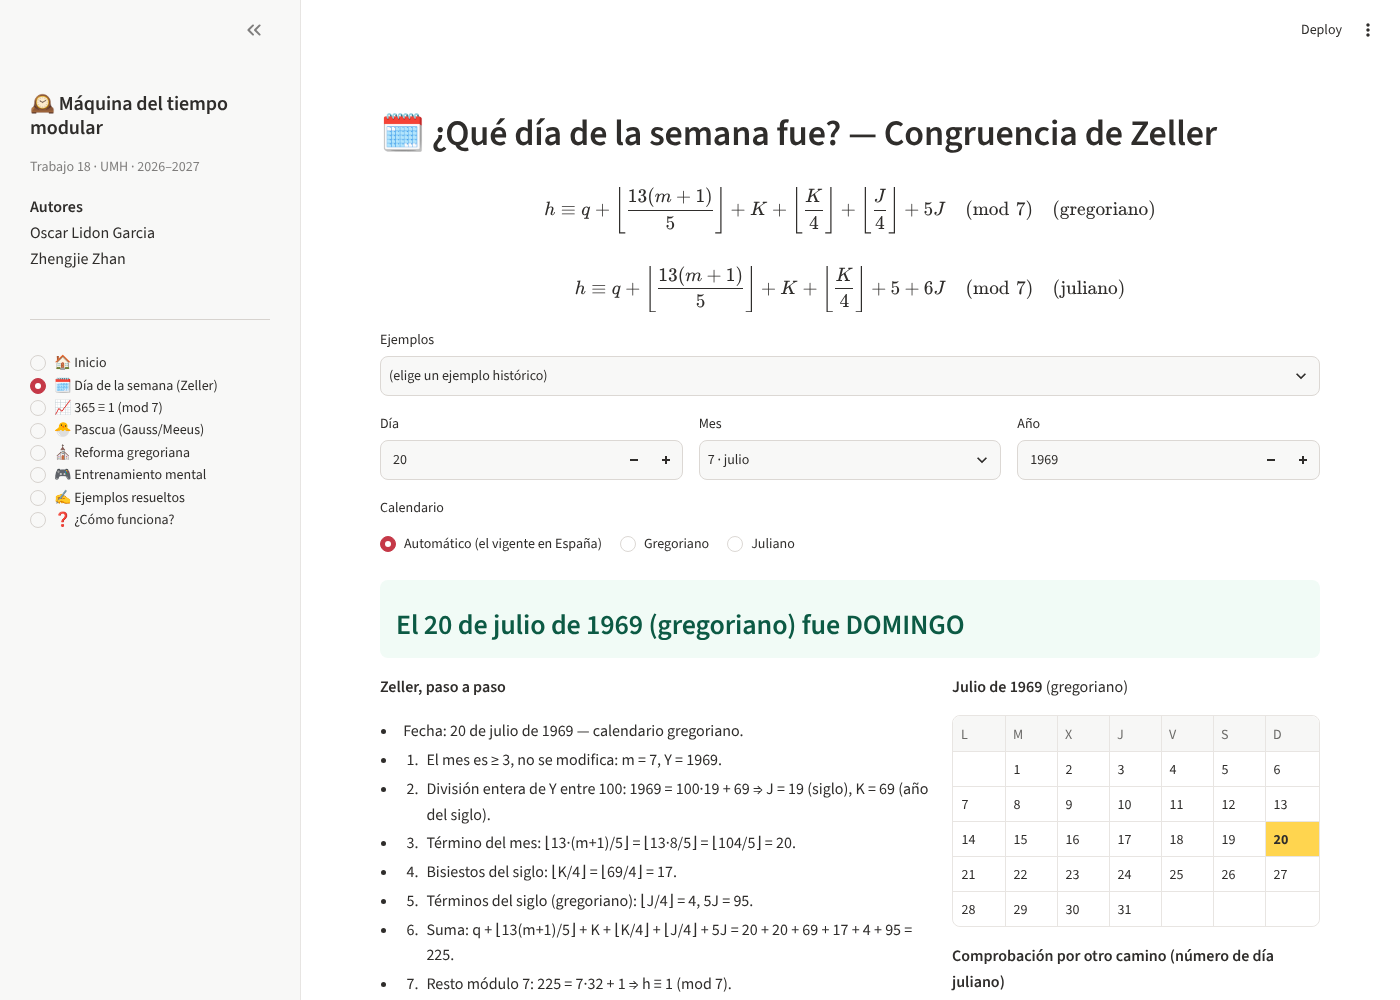 Deploy
🕰️ Máquina del tiempo
modular
Trabajo 18 · UMH · 2026–2027
Autores
Oscar Lidon Garcia
Zhengjie Zhan
🏠 Inicio
🗓️ Día de la semana (Zeller)
📈 365 ≡ 1 (mod 7)
🐣 Pascua (Gauss/Meeus)
⛪ Reforma gregoriana
🎮 Entrenamiento mental
✍️ Ejemplos resueltos
❓ ¿Cómo funciona?
🗓️ ¿Qué día de la semana fue? — Congruencia de Zeller
h ≡ q + ⌊13(m + 1)/5⌋ + K + ⌊K/4⌋ + ⌊J/4⌋ + 5J (mod 7) (gregoriano)
h ≡ q + ⌊13(m + 1)/5⌋ + K + ⌊K/4⌋ + 5 + 6J (mod 7) (juliano)
Ejemplos
(elige un ejemplo histórico)
Día Mes Año
20 − + 7 · julio 1969 − +
Calendario
Automático (el vigente en España) Gregoriano Juliano
El 20 de julio de 1969 (gregoriano) fue DOMINGO
Zeller, paso a paso
• Fecha: 20 de julio de 1969 — calendario gregoriano.
• 1. El mes es ≥ 3, no se modifica: m = 7, Y = 1969.
• 2. División entera de Y entre 100: 1969 = 100·19 + 69 ⇒ J = 19 (siglo), K = 69 (año
del siglo).
• 3. Término del mes: ⌊13·(m+1)/5⌋ = ⌊13·8/5⌋ = ⌊104/5⌋ = 20.
• 4. Bisiestos del siglo: ⌊K/4⌋ = ⌊69/4⌋ = 17.
• 5. Términos del siglo (gregoriano): ⌊J/4⌋ = 4, 5J = 95.
• 6. Suma: q + ⌊13(m+1)/5⌋ + K + ⌊K/4⌋ + ⌊J/4⌋ + 5J = 20 + 20 + 69 + 17 + 4 + 95 =
225.
• 7. Resto módulo 7: 225 = 7·32 + 1 ⇒ h ≡ 1 (mod 7).
Julio de 1969 (gregoriano)
L M X J V S D
1 2 3 4 5 6
7 8 9 10 11 12 13
14 15 16 17 18 19 20
21 22 23 24 25 26 27
28 29 30 31
Comprobación por otro camino (número de día
juliano)